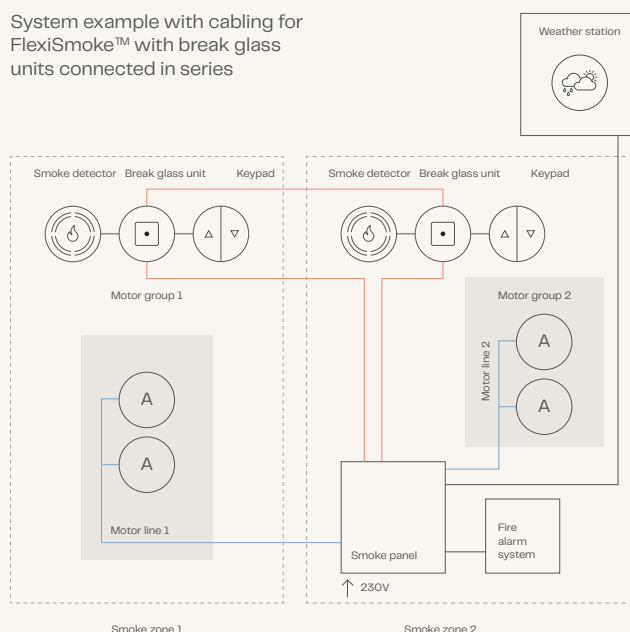 System example with cabling for
FlexiSmoke™ with break glass
units connected in series
Weather station
Smoke detector Break glass unit Keypad
Smoke detector Break glass unit Keypad
Motor group 1
Motor group 2
Motor line 2
A
A
A
A
Motor line 1
Smoke panel
Fire
alarm
system
230V
Smoke zone 1
Smoke zone 2